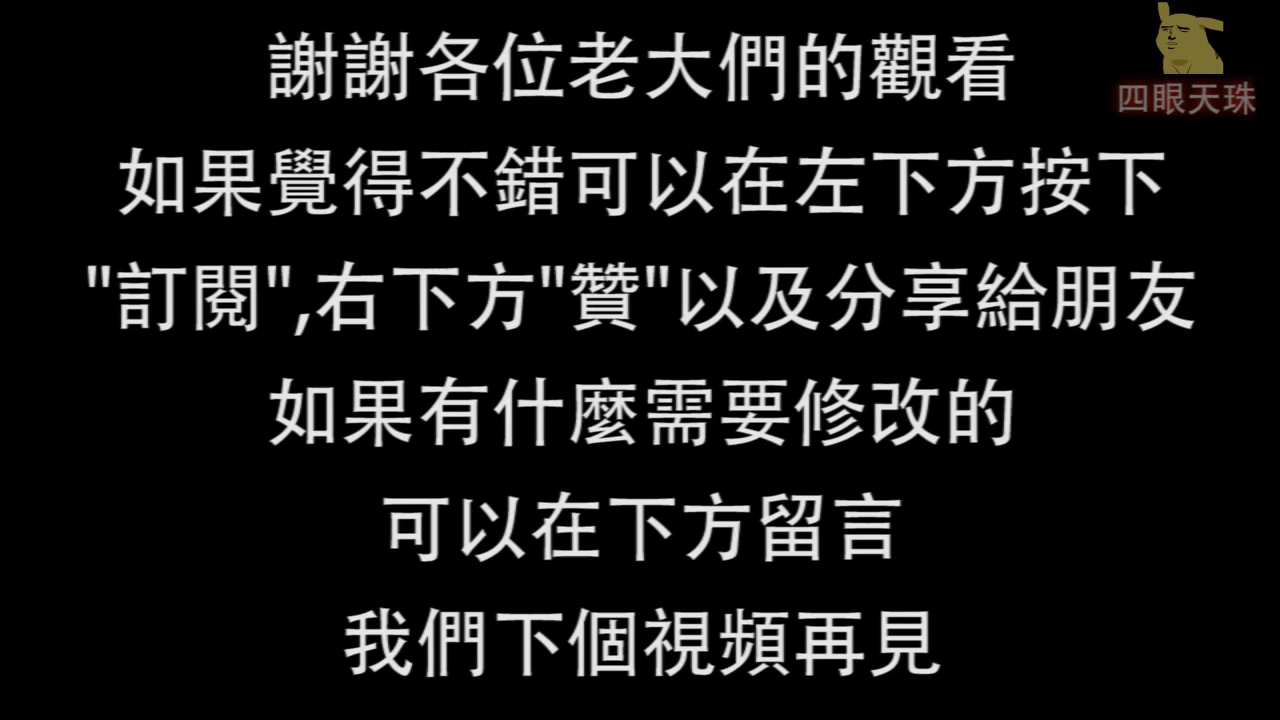 謝謝各位老大們的觀看
四眼天珠
如果覺得不錯可以在左下方按下
"訂閱",右下方"贊"以及分享給朋友
如果有什麼需要修改的
可以在下方留言
我們下個視頻再見